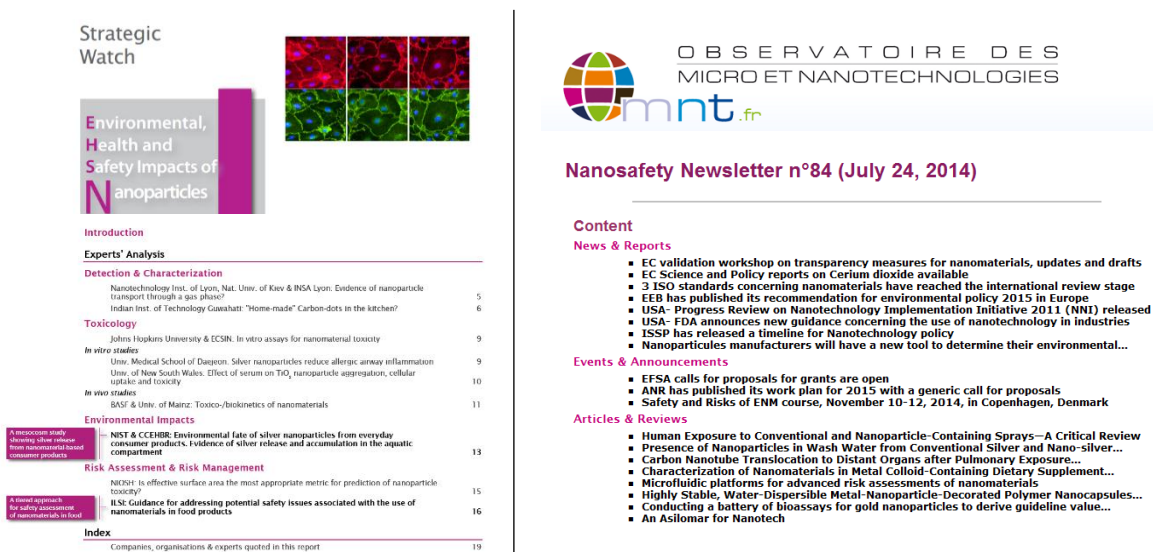 Strategic
Watch
Environmental,
Health and
Safety Impacts of
Nanoparticles
Introduction
Experts' Analysis
Detection & Characterization
Nanotechnology Inst. of Lyon, Nat. Univ. of Kiev & INSA Lyon: Evidence of nanoparticle
transport through a gas phase? 5
Indian Inst. of Technology Guwahati: "Home-made" Carbon-dots in the kitchen? 6
Toxicology
Johns Hopkins University & ECSIN. In vitro assays for nanomaterial toxicity 9
In vitro studies
Univ. Medical School of Daejeon. Silver nanoparticles reduce allergic airway inflammation 9
Univ. of New South Wales. Effect of serum on TiO2 nanoparticle aggregation, cellular
uptake and toxicity 10
In vivo studies
BASF & Univ. of Mainz: Toxico-/biokinetics of nanomaterials 11
Environmental Impacts
A mesocosm study
showing silver release
from nanomaterial-based
consumer products
NIST & CCEHBR: Environmental fate of silver nanoparticles from everyday
consumer products. Evidence of silver release and accumulation in the aquatic
compartment 13
Risk Assessment & Risk Management
NIOSH: Is effective surface area the most appropriate metric for prediction of nanoparticle
toxicity? 15
A tiered approach
for safety assessment
of nanomaterials in food
ILSI: Guidance for addressing potential safety issues associated with the use of
nanomaterials in food products 16
Index
Companies, organisations & experts quoted in this report 19
OBSERVATOIRE DES
MICRO ET NANOTECHNOLOGIES
omnt.fr
Nanosafety Newsletter n°84 (July 24, 2014)
Content
News & Reports
▪ EC validation workshop on transparency measures for nanomaterials, updates and drafts
▪ EC Science and Policy reports on Cerium dioxide available
▪ 3 ISO standards concerning nanomaterials have reached the international review stage
▪ EEB has published its recommendation for environmental policy 2015 in Europe
▪ USA- Progress Review on Nanotechnology Implementation Initiative 2011 (NNI) released
▪ USA- FDA announces new guidance concerning the use of nanotechnology in industries
▪ ISSP has released a timeline for Nanotechnology policy
▪ Nanoparticules manufacturers will have a new tool to determine their environmental...
Events & Announcements
▪ EFSA calls for proposals for grants are open
▪ ANR has published its work plan for 2015 with a generic call for proposals
▪ Safety and Risks of ENM course, November 10-12, 2014, in Copenhagen, Denmark
Articles & Reviews
▪ Human Exposure to Conventional and Nanoparticle-Containing Sprays—A Critical Review
▪ Presence of Nanoparticles in Wash Water from Conventional Silver and Nano-silver...
▪ Carbon Nanotube Translocation to Distant Organs after Pulmonary Exposure...
▪ Characterization of Nanomaterials in Metal Colloid-Containing Dietary Supplement...
▪ Microfluidic platforms for advanced risk assessments of nanomaterials
▪ Highly Stable, Water-Dispersible Metal-Nanoparticle-Decorated Polymer Nanocapsules...
▪ Conducting a battery of bioassays for gold nanoparticles to derive guideline value...
▪ An Asilomar for Nanotech